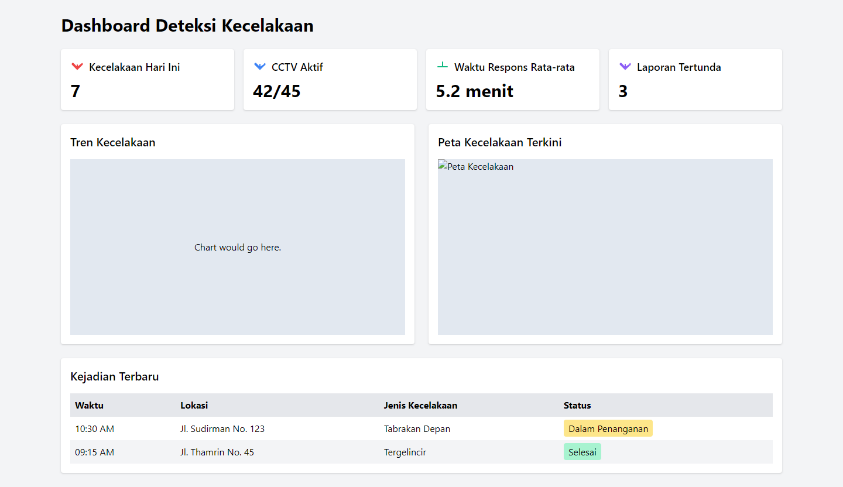 Dashboard Deteksi Kecelakaan
Kecelakaan Hari Ini
7
CCTV Aktif
42/45
Waktu Respons Rata-rata
5.2 menit
Laporan Tertunda
3
Tren Kecelakaan
Chart would go here.
Peta Kecelakaan Terkini
Peta Kecelakaan
Kejadian Terbaru
Waktu Lokasi Jenis Kecelakaan Status
10:30 AM Jl. Sudirman No. 123 Tabrakan Depan Dalam Penanganan
09:15 AM Jl. Thamrin No. 45 Tergelincir Selesai